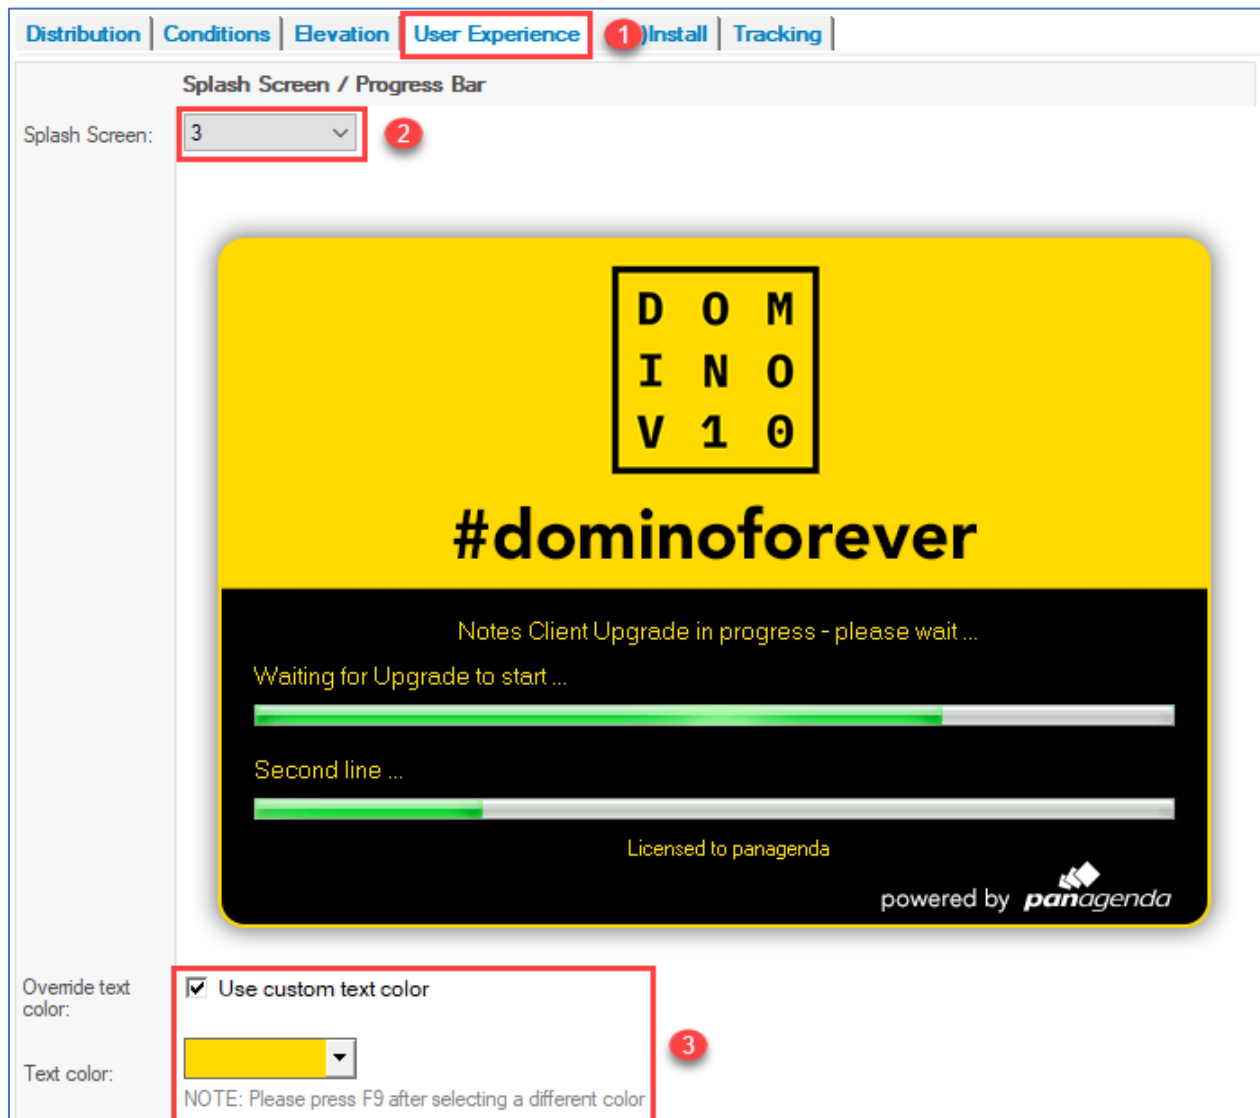 Distribution Conditions Elevation User Experience 1 )Install Tracking
Splash Screen / Progress Bar
Splash Screen: 3 2
D O M
I N O
V 1 0
#dominoforever
Notes Client Upgrade in progress - please wait ...
Waiting for Upgrade to start ...
Second line ...
Licensed to panagenda
powered by panagenda
Override text
color:
Use custom text color
3
Text color:
NOTE: Please press F9 after selecting a different color